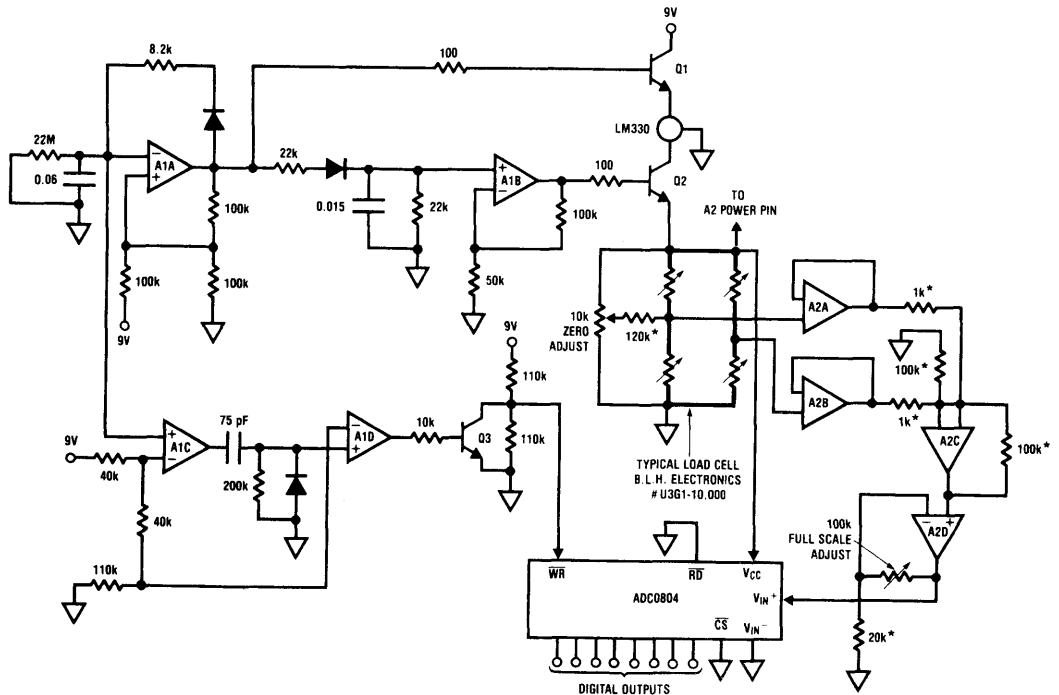 9V
8.2k
100
Q1
LM330
22M
0.06
−
A1A
+
22k
+
A1B
−
100
Q2
0.015
22k
100k
100k
TO
A2 POWER PIN
50k
100k
100k
9V
10k
ZERO
ADJUST
120k*
A2A
1k*
9V
100k*
110k
A2B
1k*
75 pF
−
A1D
+
10k
Q3
110k
A2C
100k*
9V
+
A1C
−
40k
200k
TYPICAL LOAD CELL
B.L.H. ELECTRONICS
# U3G1-10,000
40k
− +
A2D
100k
FULL SCALE
ADJUST
110k
WR
RD
VCC
ADC0804
VIN+
CS
VIN−
20k*
DIGITAL OUTPUTS